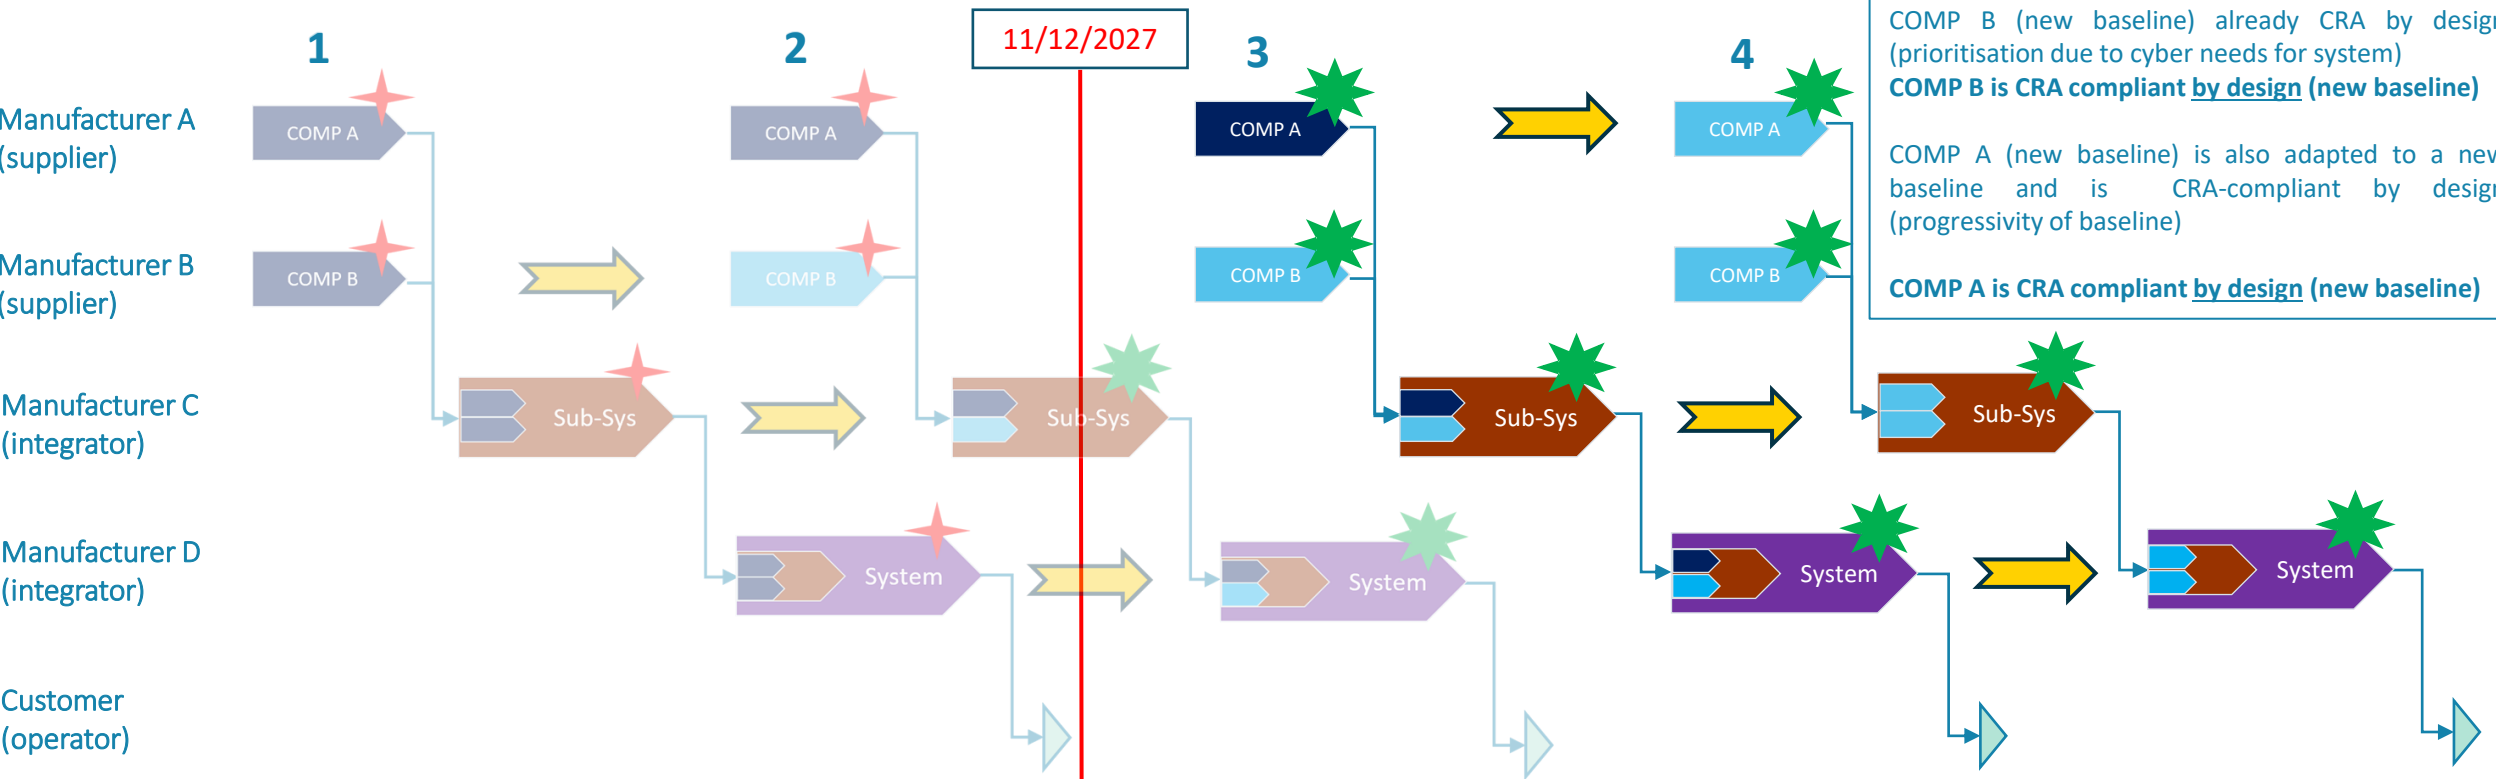 1
2
11/12/2027
3
4
COMP B (new baseline) already CRA by design
(prioritisation due to cyber needs for system)
COMP B is CRA compliant by design (new baseline)
COMP A (new baseline) is also adapted to a new
baseline and is CRA-compliant by design
(progressivity of baseline)
COMP A is CRA compliant by design (new baseline)
Manufacturer A
(supplier)
COMP A
COMP A
COMP A
COMP A
Manufacturer B
(supplier)
COMP B
COMP B
COMP B
COMP B
Manufacturer C
(integrator)
Sub-Sys
Sub-Sys
Sub-Sys
Sub-Sys
Manufacturer D
(integrator)
System
System
System
System
Customer
(operator)